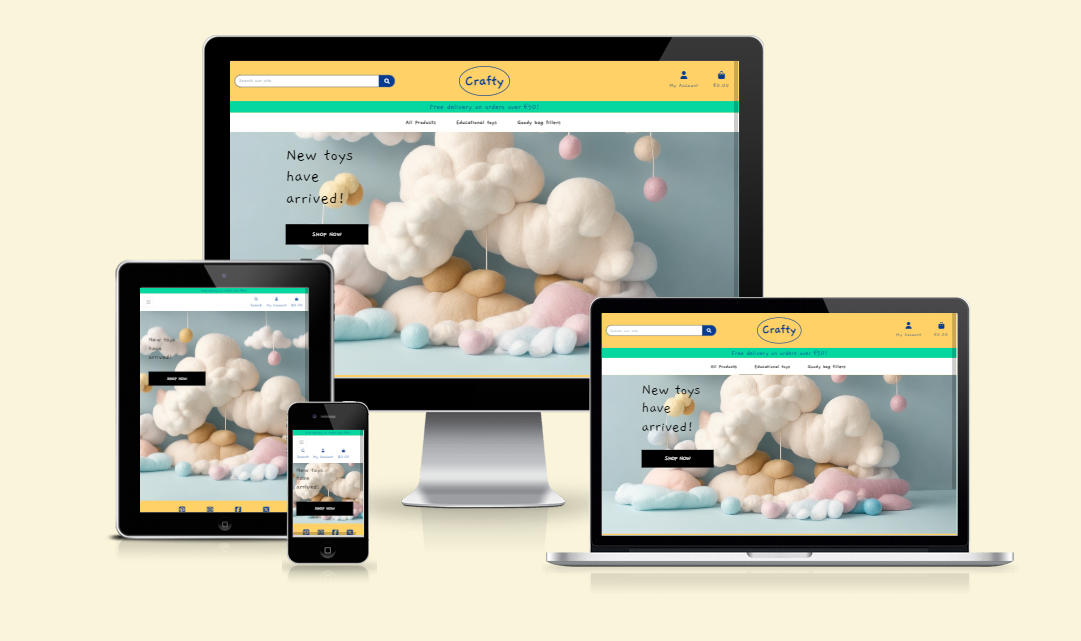 Search our site
Crafty
My Account
€0.00
Free delivery on orders over €50!
All Products
Educational toys
Goody bag fillers
New toys
have
arrived!
SHOP NOW
Search
My Account
€0.00
New toys
have
arrived!
SHOP NOW
Search
My Account
€0.00
New toys
have
arrived!
SHOP NOW
Search our site
Crafty
My Account
€0.00
Free delivery on orders over €50!
All Products
Educational toys
Goody bag fillers
New toys
have
arrived!
SHOP NOW